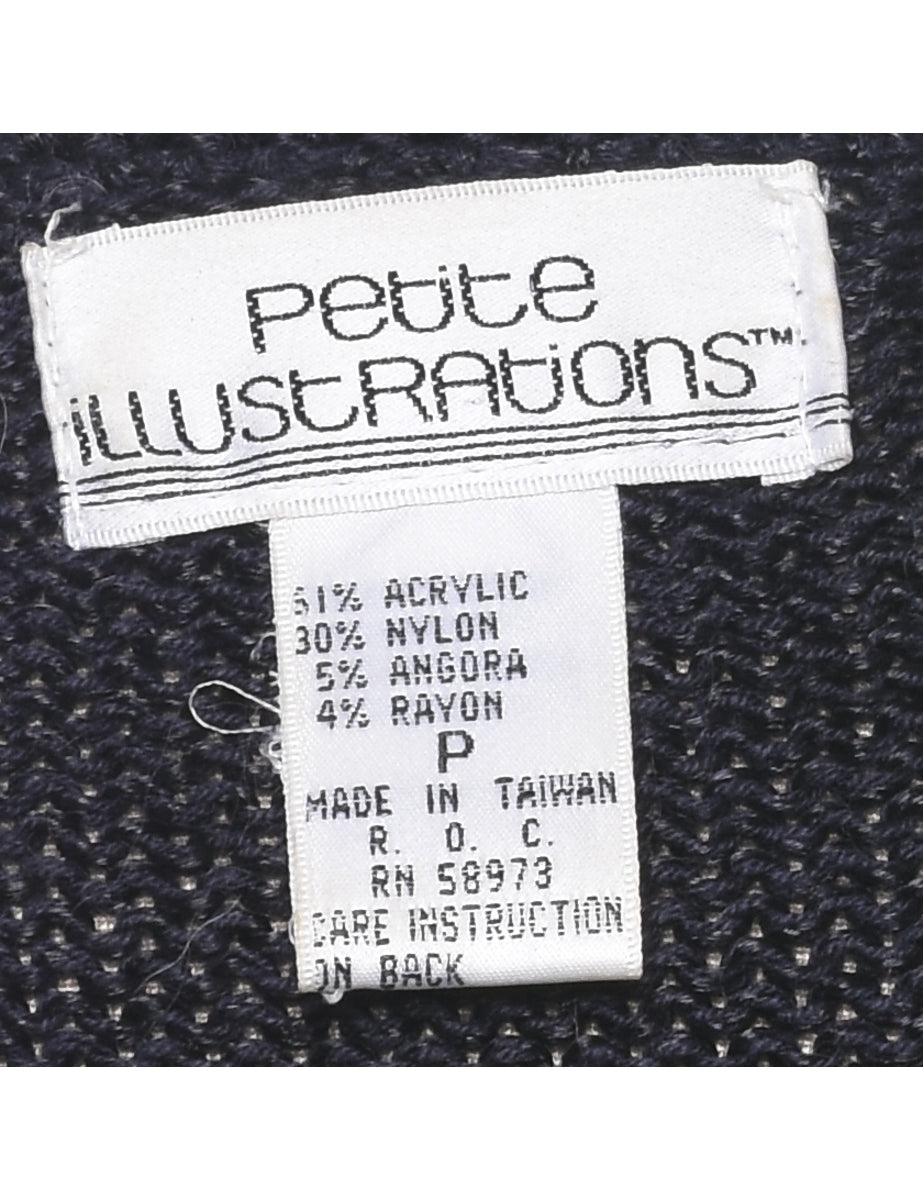 Petite
iLLUSTRATIONS™
61% ACRYLIC
30% NYLON
5% ANGORA
4% RAYON
P
MADE IN TAIWAN
R. O. C.
RN 58973
CARE INSTRUCTION
ON BACK